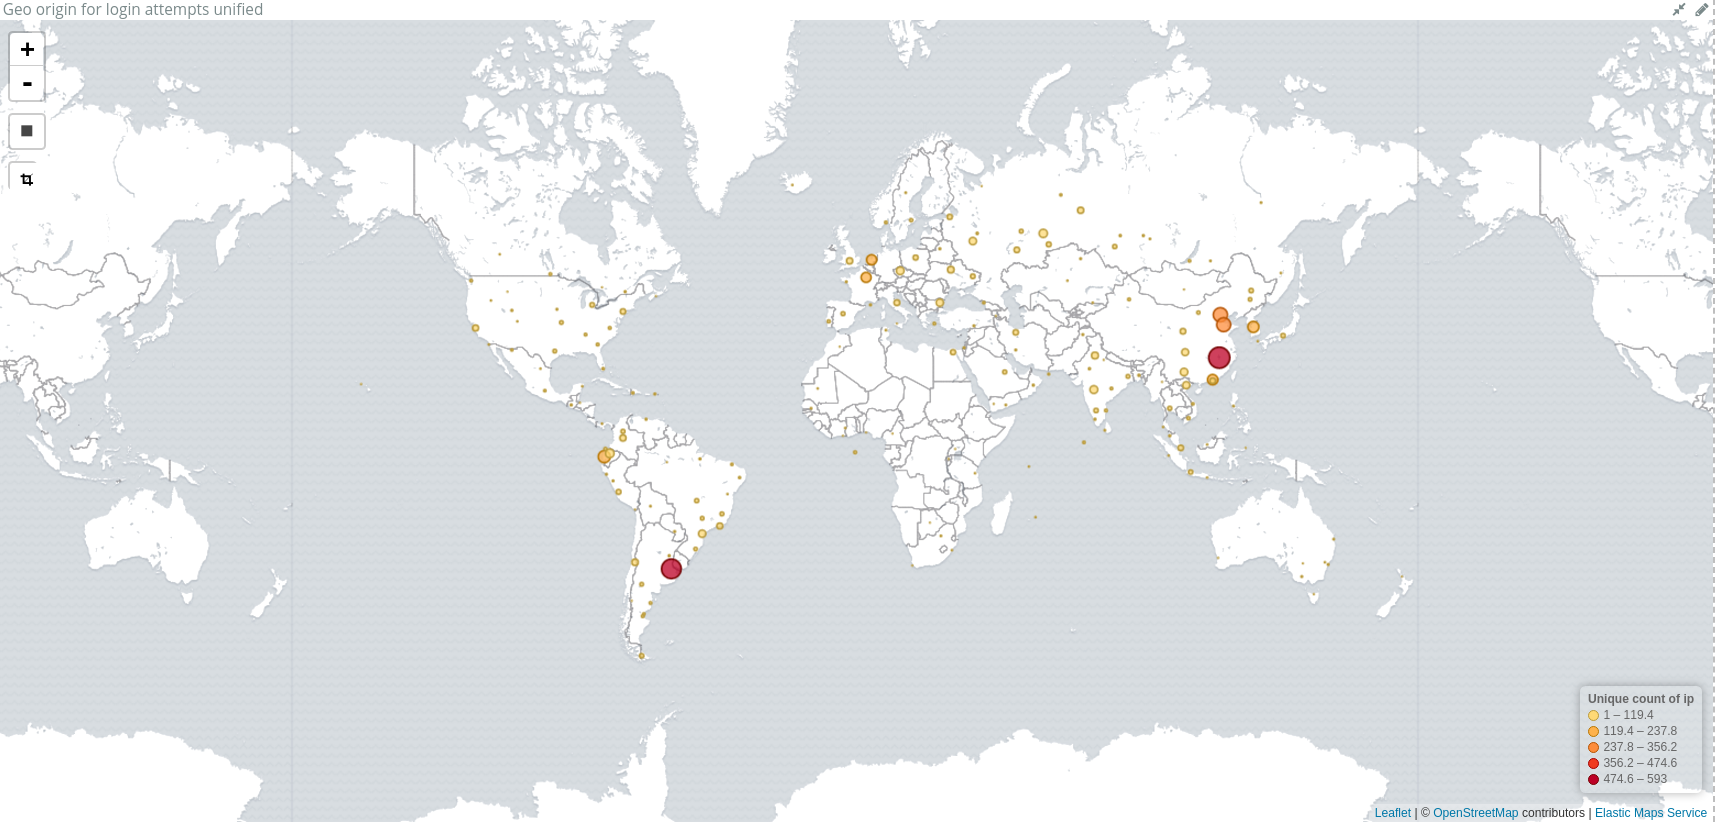 Geo origin for login attempts unified
+
-
Unique count of ip
1 – 119.4
119.4 – 237.8
237.8 – 356.2
356.2 – 474.6
474.6 – 593
Leaflet | © OpenStreetMap contributors | Elastic Maps Service